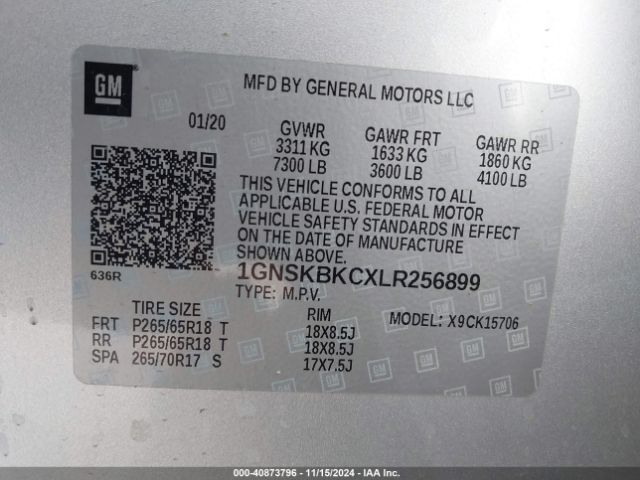 GM
MFD BY GENERAL MOTORS LLC
01/20
GVWR GAWR FRT GAWR RR
3311 KG 1633 KG 1860 KG
7300 LB 3600 LB 4100 LB
THIS VEHICLE CONFORMS TO ALL
APPLICABLE U.S. FEDERAL MOTOR
VEHICLE SAFETY STANDARDS IN EFFECT
ON THE DATE OF MANUFACTURE
SHOWN ABOVE.
636R
1GNSKBKCXLR256899
TYPE: M.P.V.
TIRE SIZE RIM MODEL: X9CK15706
FRT P265/65R18 T 18X8.5J
RR P265/65R18 T 18X8.5J
SPA 265/70R17 S 17X7.5J
000-40873796 - 11/15/2024 - IAAI.COM